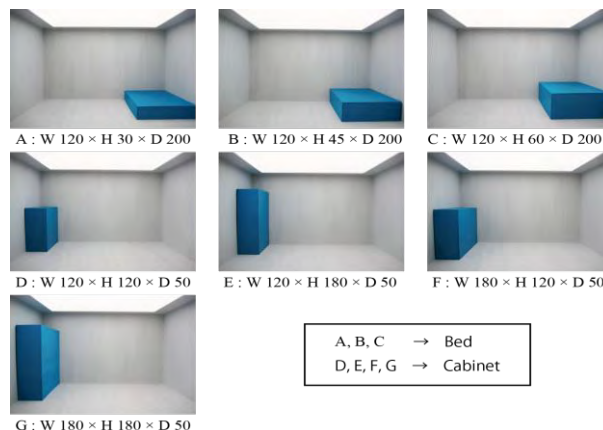 A : W 120 × H 30 × D 200
B : W 120 × H 45 × D 200
C : W 120 × H 60 × D 200
D : W 120 × H 120 × D 50
E : W 120 × H 180 × D 50
F : W 180 × H 120 × D 50
A, B, C → Bed
D, E, F, G → Cabinet
G : W 180 × H 180 × D 50